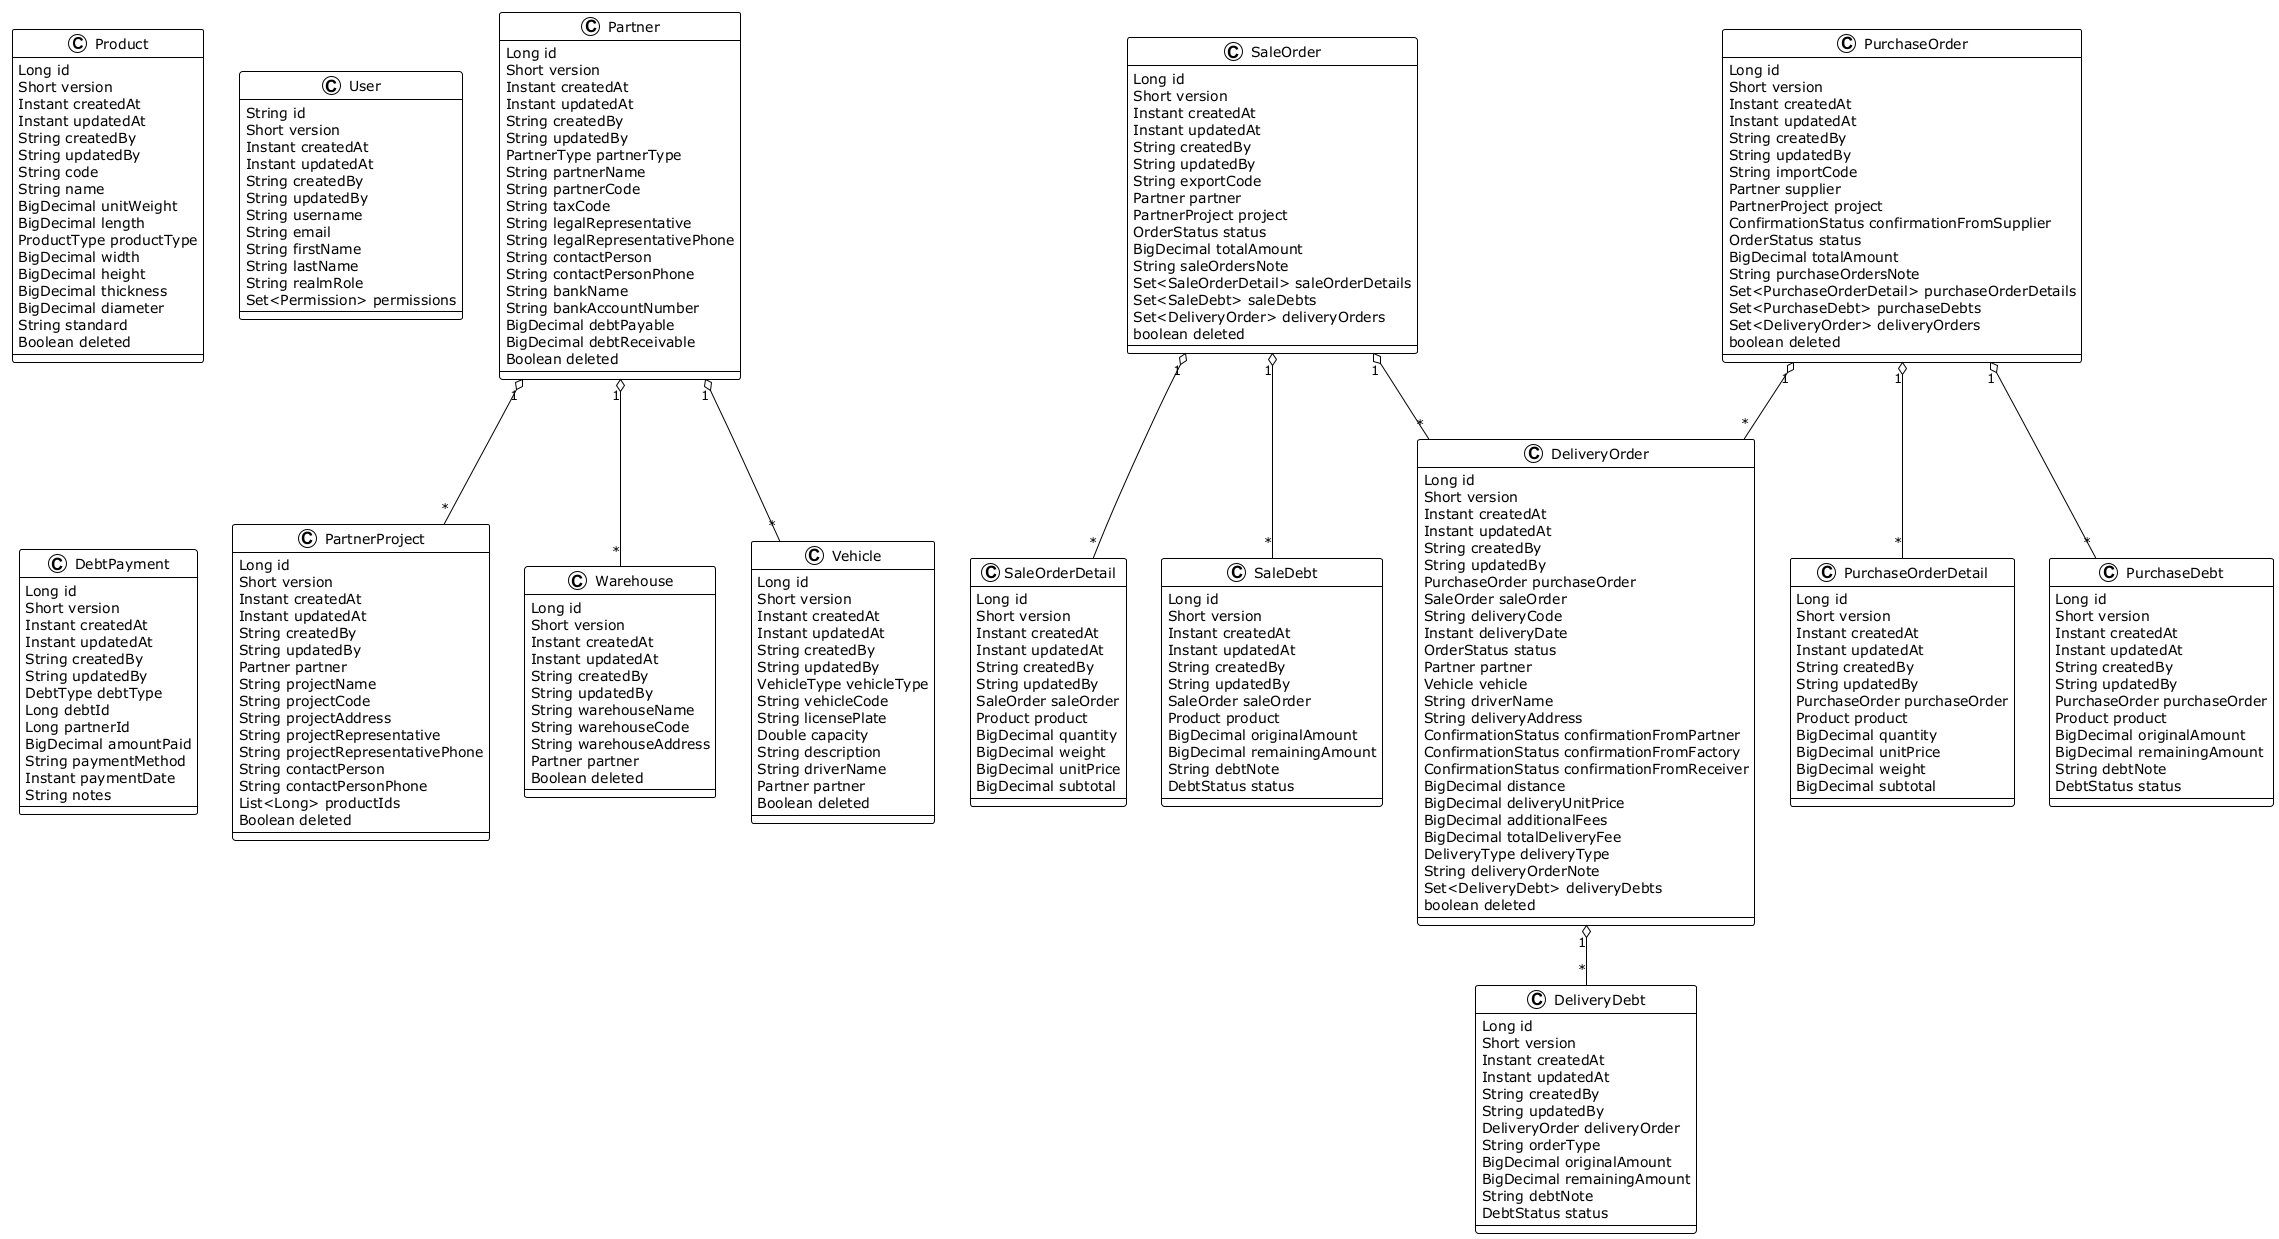 Product
Long id
Short version
Instant createdAt
Instant updatedAt
String createdBy
String updatedBy
String code
String name
BigDecimal unitWeight
BigDecimal length
ProductType productType
BigDecimal width
BigDecimal height
BigDecimal thickness
BigDecimal diameter
String standard
Boolean deleted
User
String id
Short version
Instant createdAt
Instant updatedAt
String createdBy
String updatedBy
String username
String email
String firstName
String lastName
String realmRole
Set<Permission> permissions
Partner
Long id
Short version
Instant createdAt
Instant updatedAt
String createdBy
String updatedBy
PartnerType partnerType
String partnerName
String partnerCode
String taxCode
String legalRepresentative
String legalRepresentativePhone
String contactPerson
String contactPersonPhone
String bankName
String bankAccountNumber
BigDecimal debtPayable
BigDecimal debtReceivable
Boolean deleted
1
1
1
*
*
*
SaleOrder
Long id
Short version
Instant createdAt
Instant updatedAt
String createdBy
String updatedBy
String exportCode
Partner partner
PartnerProject project
OrderStatus status
BigDecimal totalAmount
String saleOrdersNote
Set<SaleOrderDetail> saleOrderDetails
Set<SaleDebt> saleDebts
Set<DeliveryOrder> deliveryOrders
boolean deleted
1
1
1
*
*
*
PurchaseOrder
Long id
Short version
Instant createdAt
Instant updatedAt
String createdBy
String updatedBy
String importCode
Partner supplier
PartnerProject project
ConfirmationStatus confirmationFromSupplier
OrderStatus status
BigDecimal totalAmount
String purchaseOrdersNote
Set<PurchaseOrderDetail> purchaseOrderDetails
Set<PurchaseDebt> purchaseDebts
Set<DeliveryOrder> deliveryOrders
boolean deleted
1
1
1
*
*
*
DebtPayment
Long id
Short version
Instant createdAt
Instant updatedAt
String createdBy
String updatedBy
DebtType debtType
Long debtId
Long partnerId
BigDecimal amountPaid
String paymentMethod
Instant paymentDate
String notes
PartnerProject
Long id
Short version
Instant createdAt
Instant updatedAt
String createdBy
String updatedBy
Partner partner
String projectName
String projectCode
String projectAddress
String projectRepresentative
String projectRepresentativePhone
String contactPerson
String contactPersonPhone
List<Long> productIds
Boolean deleted
Warehouse
Long id
Short version
Instant createdAt
Instant updatedAt
String createdBy
String updatedBy
String warehouseName
String warehouseCode
String warehouseAddress
Partner partner
Boolean deleted
Vehicle
Long id
Short version
Instant createdAt
Instant updatedAt
String createdBy
String updatedBy
VehicleType vehicleType
String vehicleCode
String licensePlate
Double capacity
String description
String driverName
Partner partner
Boolean deleted
SaleOrderDetail
Long id
Short version
Instant createdAt
Instant updatedAt
String createdBy
String updatedBy
SaleOrder saleOrder
Product product
BigDecimal quantity
BigDecimal weight
BigDecimal unitPrice
BigDecimal subtotal
SaleDebt
Long id
Short version
Instant createdAt
Instant updatedAt
String createdBy
String updatedBy
SaleOrder saleOrder
Product product
BigDecimal originalAmount
BigDecimal remainingAmount
String debtNote
DebtStatus status
DeliveryOrder
Long id
Short version
Instant createdAt
Instant updatedAt
String createdBy
String updatedBy
PurchaseOrder purchaseOrder
SaleOrder saleOrder
String deliveryCode
Instant deliveryDate
OrderStatus status
Partner partner
Vehicle vehicle
String driverName
String deliveryAddress
ConfirmationStatus confirmationFromPartner
ConfirmationStatus confirmationFromFactory
ConfirmationStatus confirmationFromReceiver
BigDecimal distance
BigDecimal deliveryUnitPrice
BigDecimal additionalFees
BigDecimal totalDeliveryFee
DeliveryType deliveryType
String deliveryOrderNote
Set<DeliveryDebt> deliveryDebts
boolean deleted
1
*
PurchaseOrderDetail
Long id
Short version
Instant createdAt
Instant updatedAt
String createdBy
String updatedBy
PurchaseOrder purchaseOrder
Product product
BigDecimal quantity
BigDecimal unitPrice
BigDecimal weight
BigDecimal subtotal
PurchaseDebt
Long id
Short version
Instant createdAt
Instant updatedAt
String createdBy
String updatedBy
PurchaseOrder purchaseOrder
Product product
BigDecimal originalAmount
BigDecimal remainingAmount
String debtNote
DebtStatus status
DeliveryDebt
Long id
Short version
Instant createdAt
Instant updatedAt
String createdBy
String updatedBy
DeliveryOrder deliveryOrder
String orderType
BigDecimal originalAmount
BigDecimal remainingAmount
String debtNote
DebtStatus status